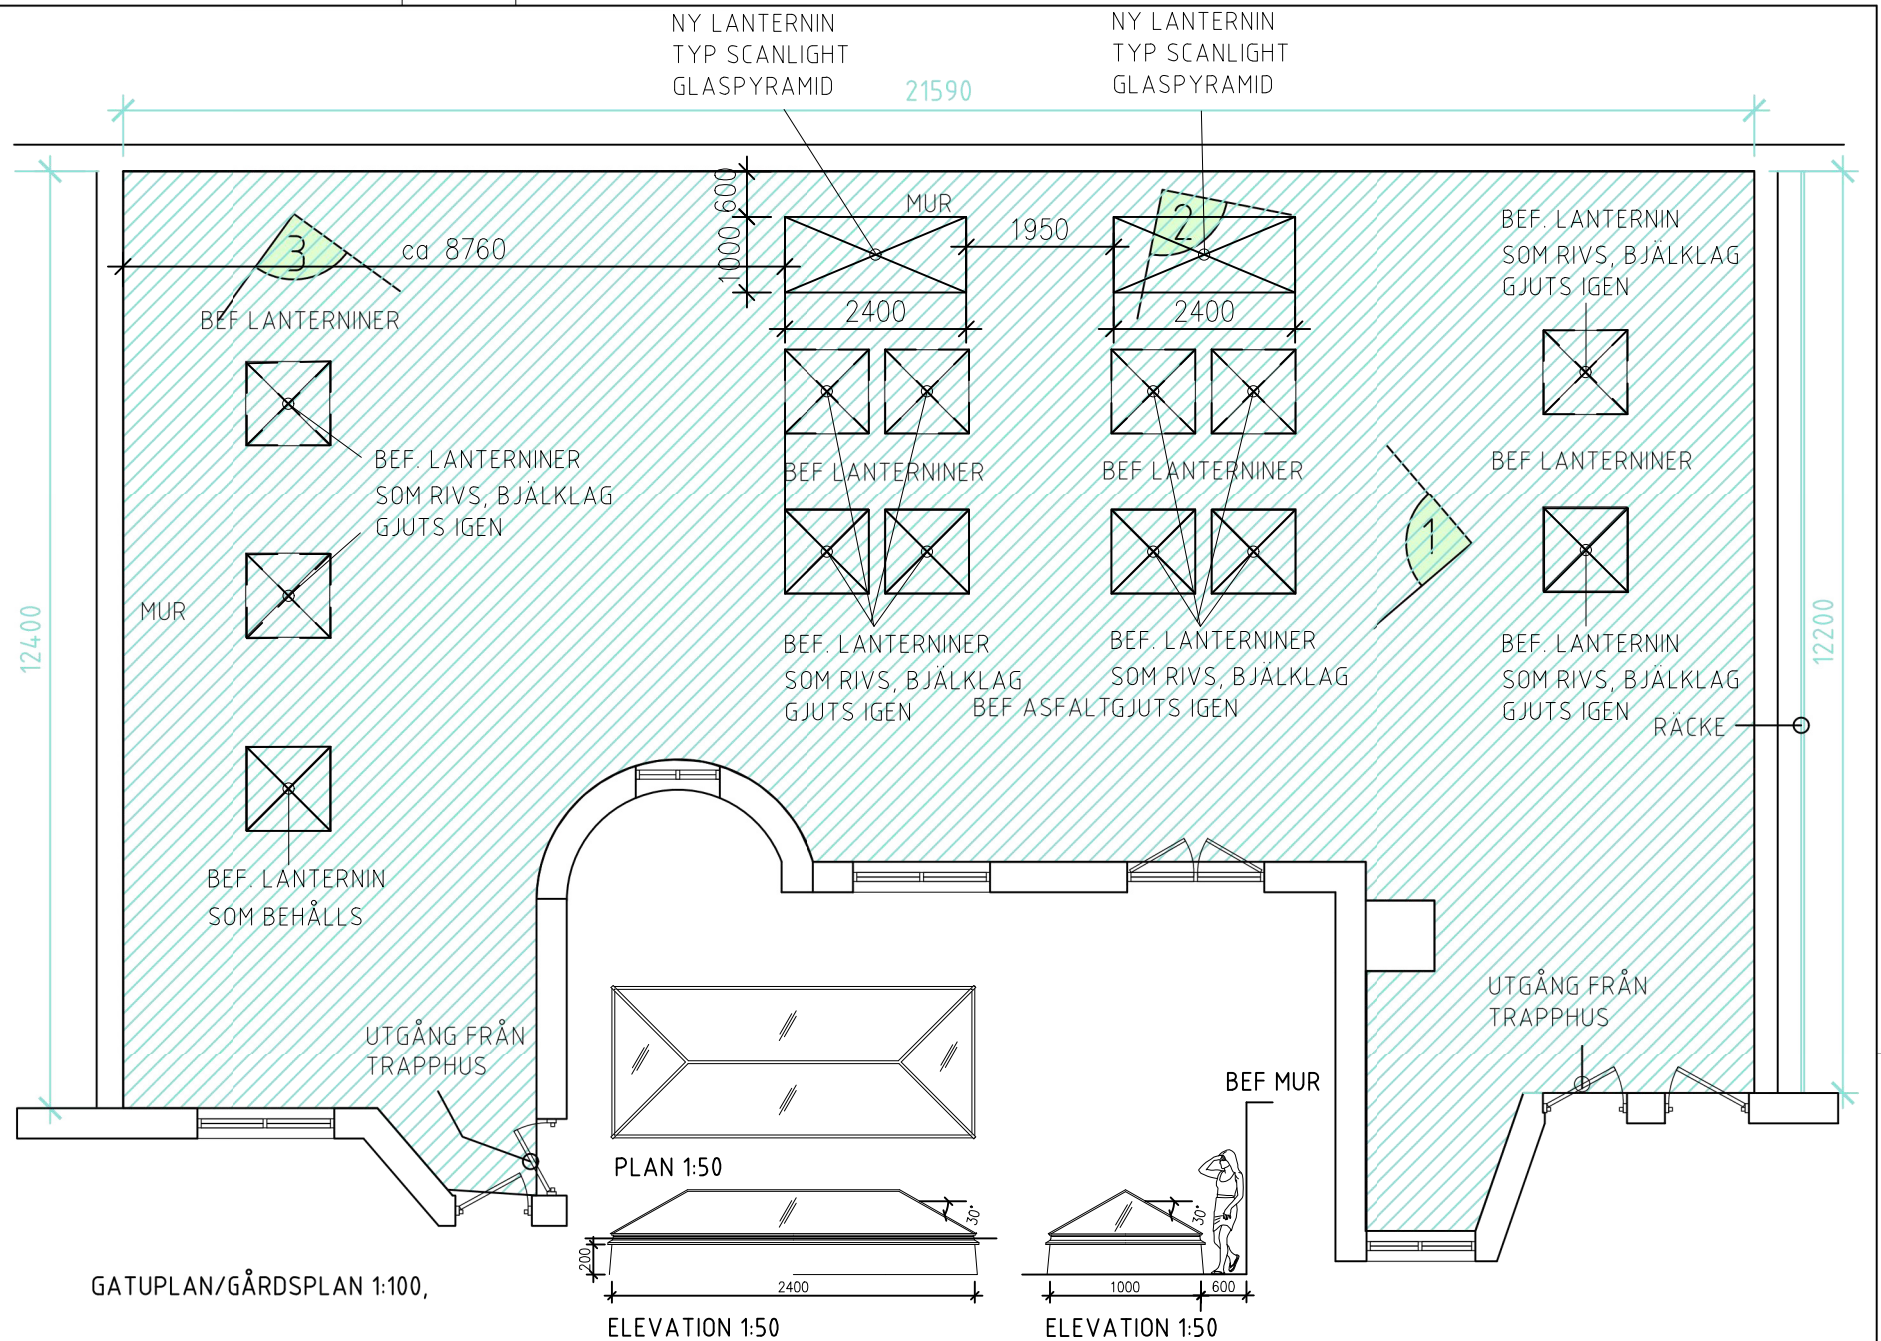 NY LANTERNIN
TYP SCANLIGHT
GLASPYRAMID
NY LANTERNIN
TYP SCANLIGHT
GLASPYRAMID
21590
600
1000
MUR
1950
2
3
ca 8760
2400
2400
BEF. LANTERNIN
SOM RIVS, BJÄLKLAG
GJUTS IGEN
BEF LANTERNINER
BEF. LANTERNINER
SOM RIVS, BJÄLKLAG
GJUTS IGEN
BEF LANTERNINER
BEF LANTERNINER
BEF LANTERNINER
1
MUR
12400
12200
BEF. LANTERNINER
SOM RIVS, BJÄLKLAG
GJUTS IGEN
BEF ASFALT
BEF. LANTERNINER
SOM RIVS, BJÄLKLAG
GJUTS IGEN
BEF. LANTERNIN
SOM RIVS, BJÄLKLAG
GJUTS IGEN
RÄCKE
BEF. LANTERNIN
SOM BEHÅLLS
UTGÅNG FRÅN
TRAPPHUS
UTGÅNG FRÅN
TRAPPHUS
BEF MUR
PLAN 1:50
30°
30°
200
2400
1000
600
GATUPLAN/GÅRDSPLAN 1:100,
ELEVATION 1:50
ELEVATION 1:50